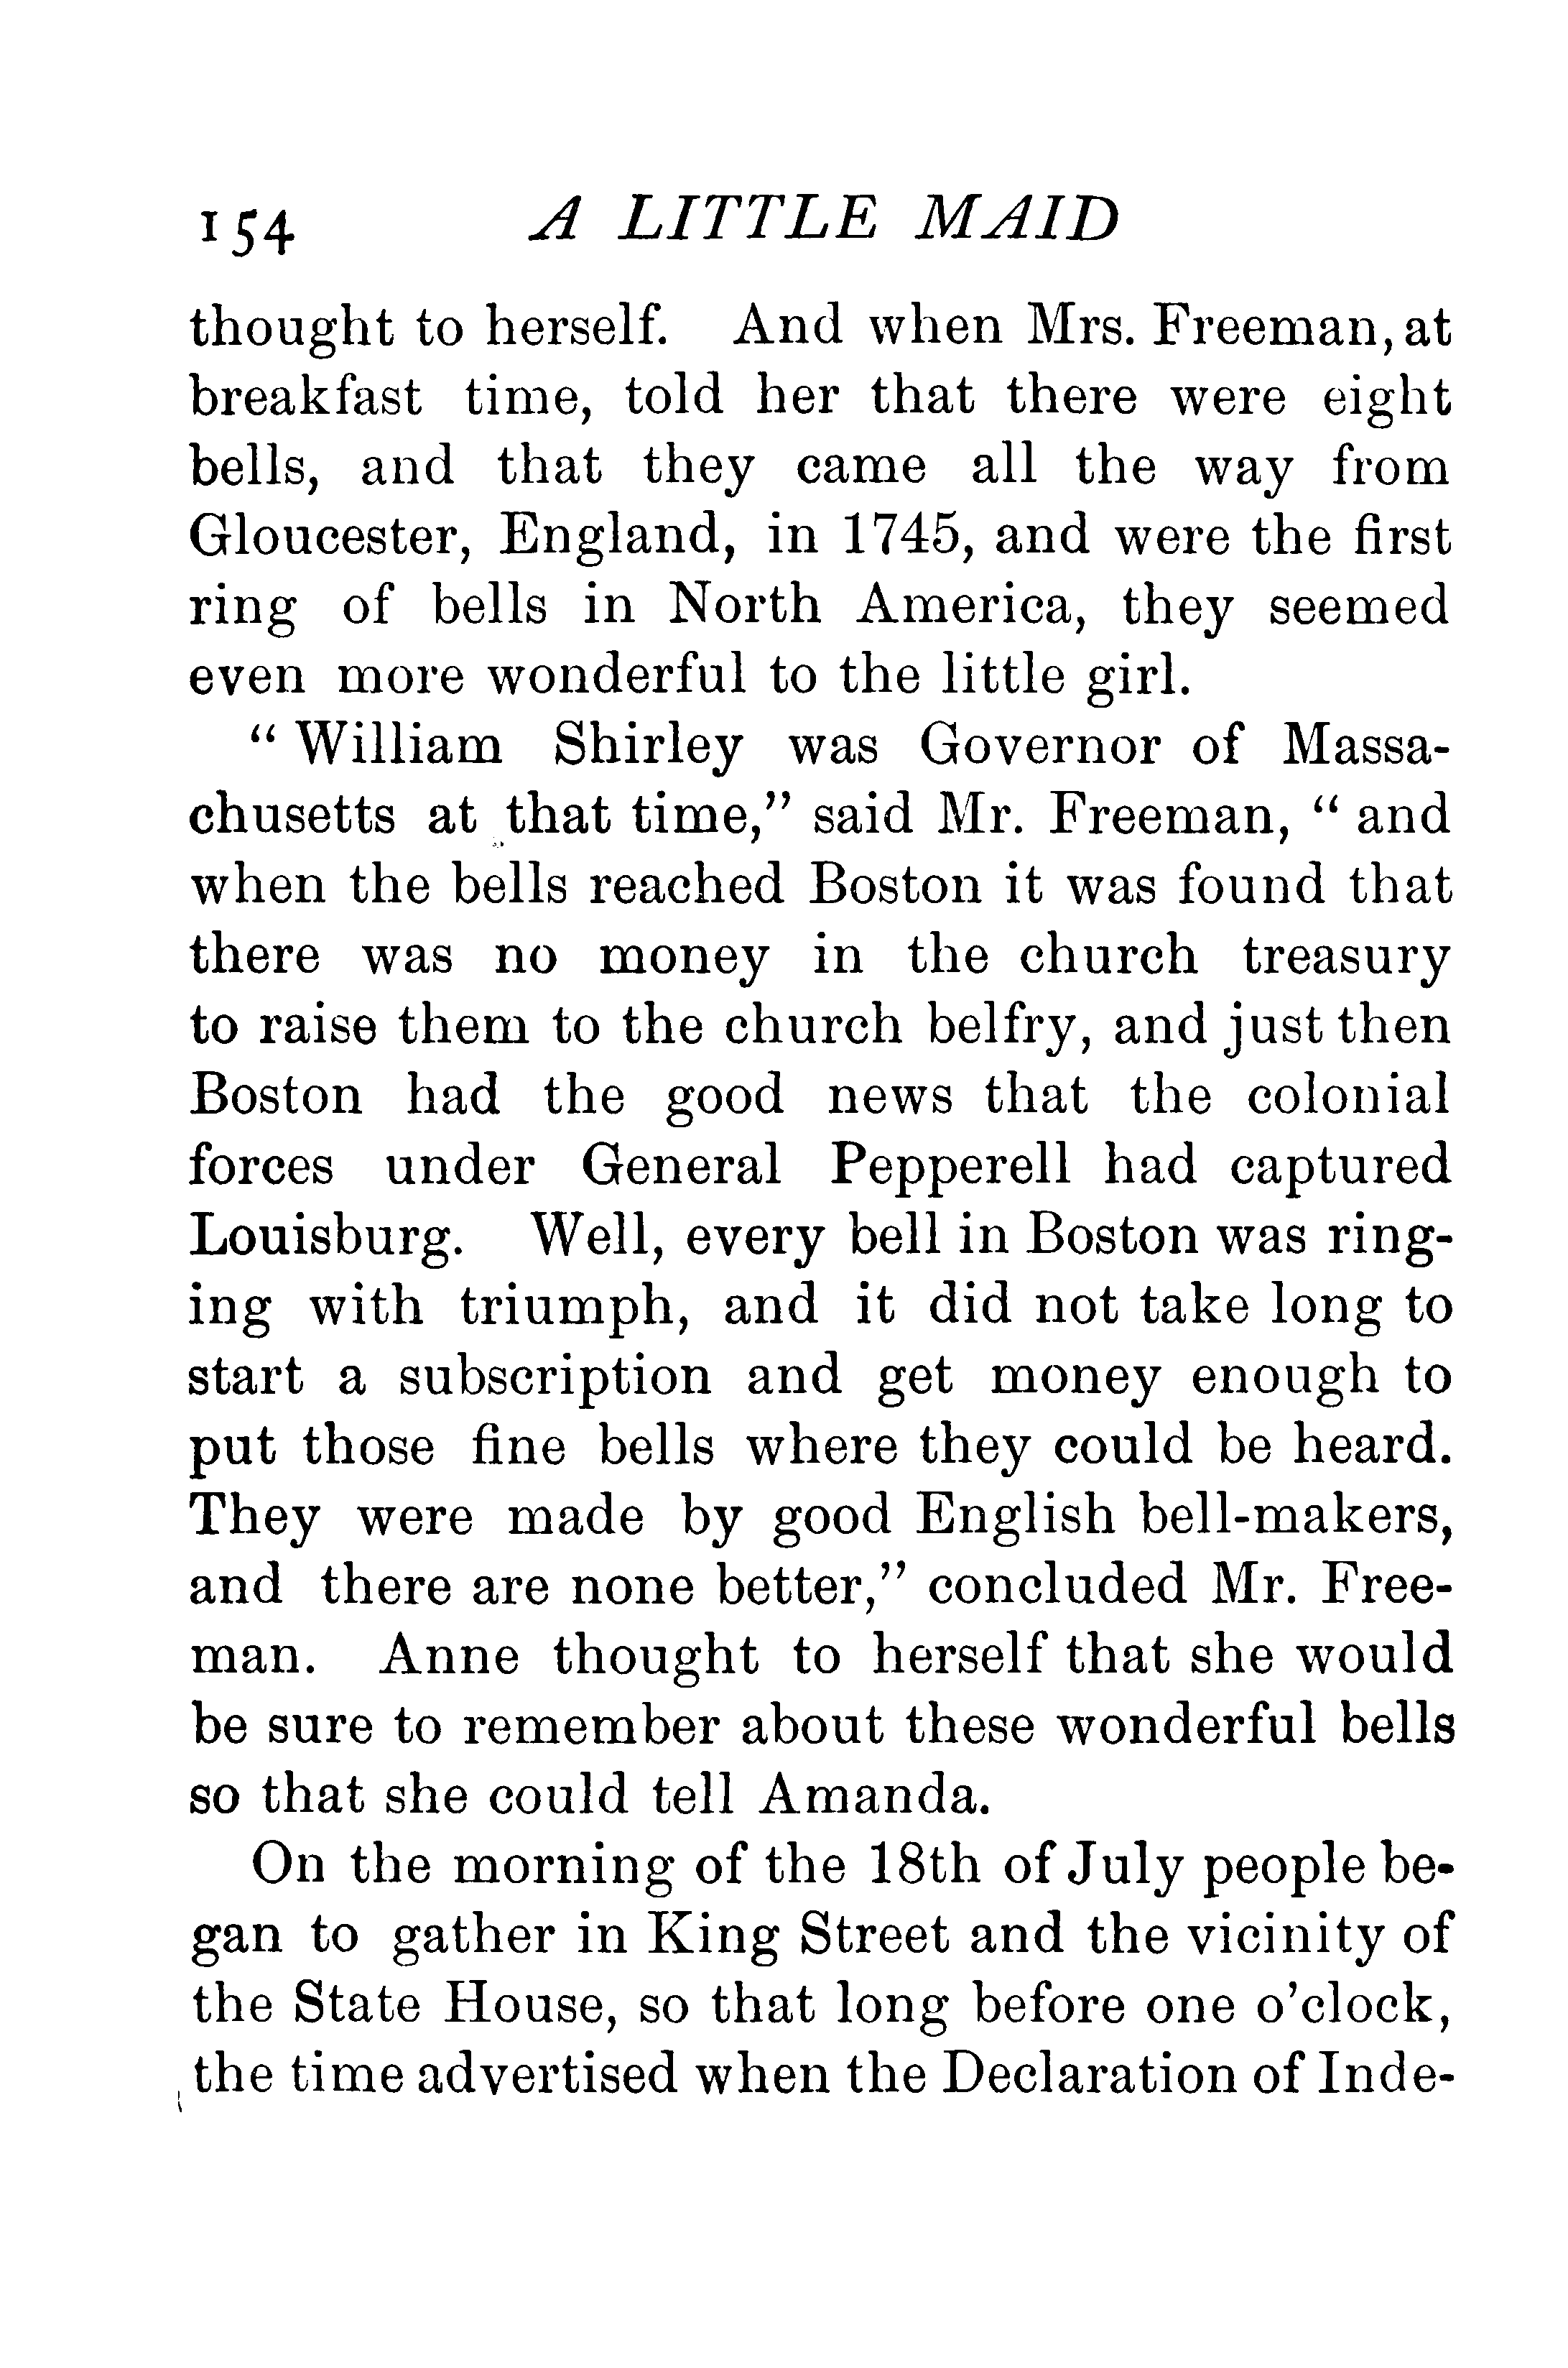 154 A LITTLE MAID
thought to herself. And when Mrs. Freeman, at
breakfast time, told her that there were eight
bells, and that they came all the way from
Gloucester, England, in 1745, and were the first
ring of bells in North America, they seemed
even more wonderful to the little girl.
“ William Shirley was Governor of Massa-
chusetts at that time,” said Mr. Freeman, “ and
when the bells reached Boston it was found that
there was no money in the church treasury
to raise them to the church belfry, and just then
Boston had the good news that the colonial
forces under General Pepperell had captured
Louisburg. Well, every bell in Boston was ring-
ing with triumph, and it did not take long to
start a subscription and get money enough to
put those fine bells where they could be heard.
They were made by good English bell-makers,
and there are none better,” concluded Mr. Free-
man. Anne thought to herself that she would
be sure to remember about these wonderful bells
so that she could tell Amanda.
On the morning of the 18th of July people be-
gan to gather in King Street and the vicinity of
the State House, so that long before one o’clock,
the time advertised when the Declaration of Inde-